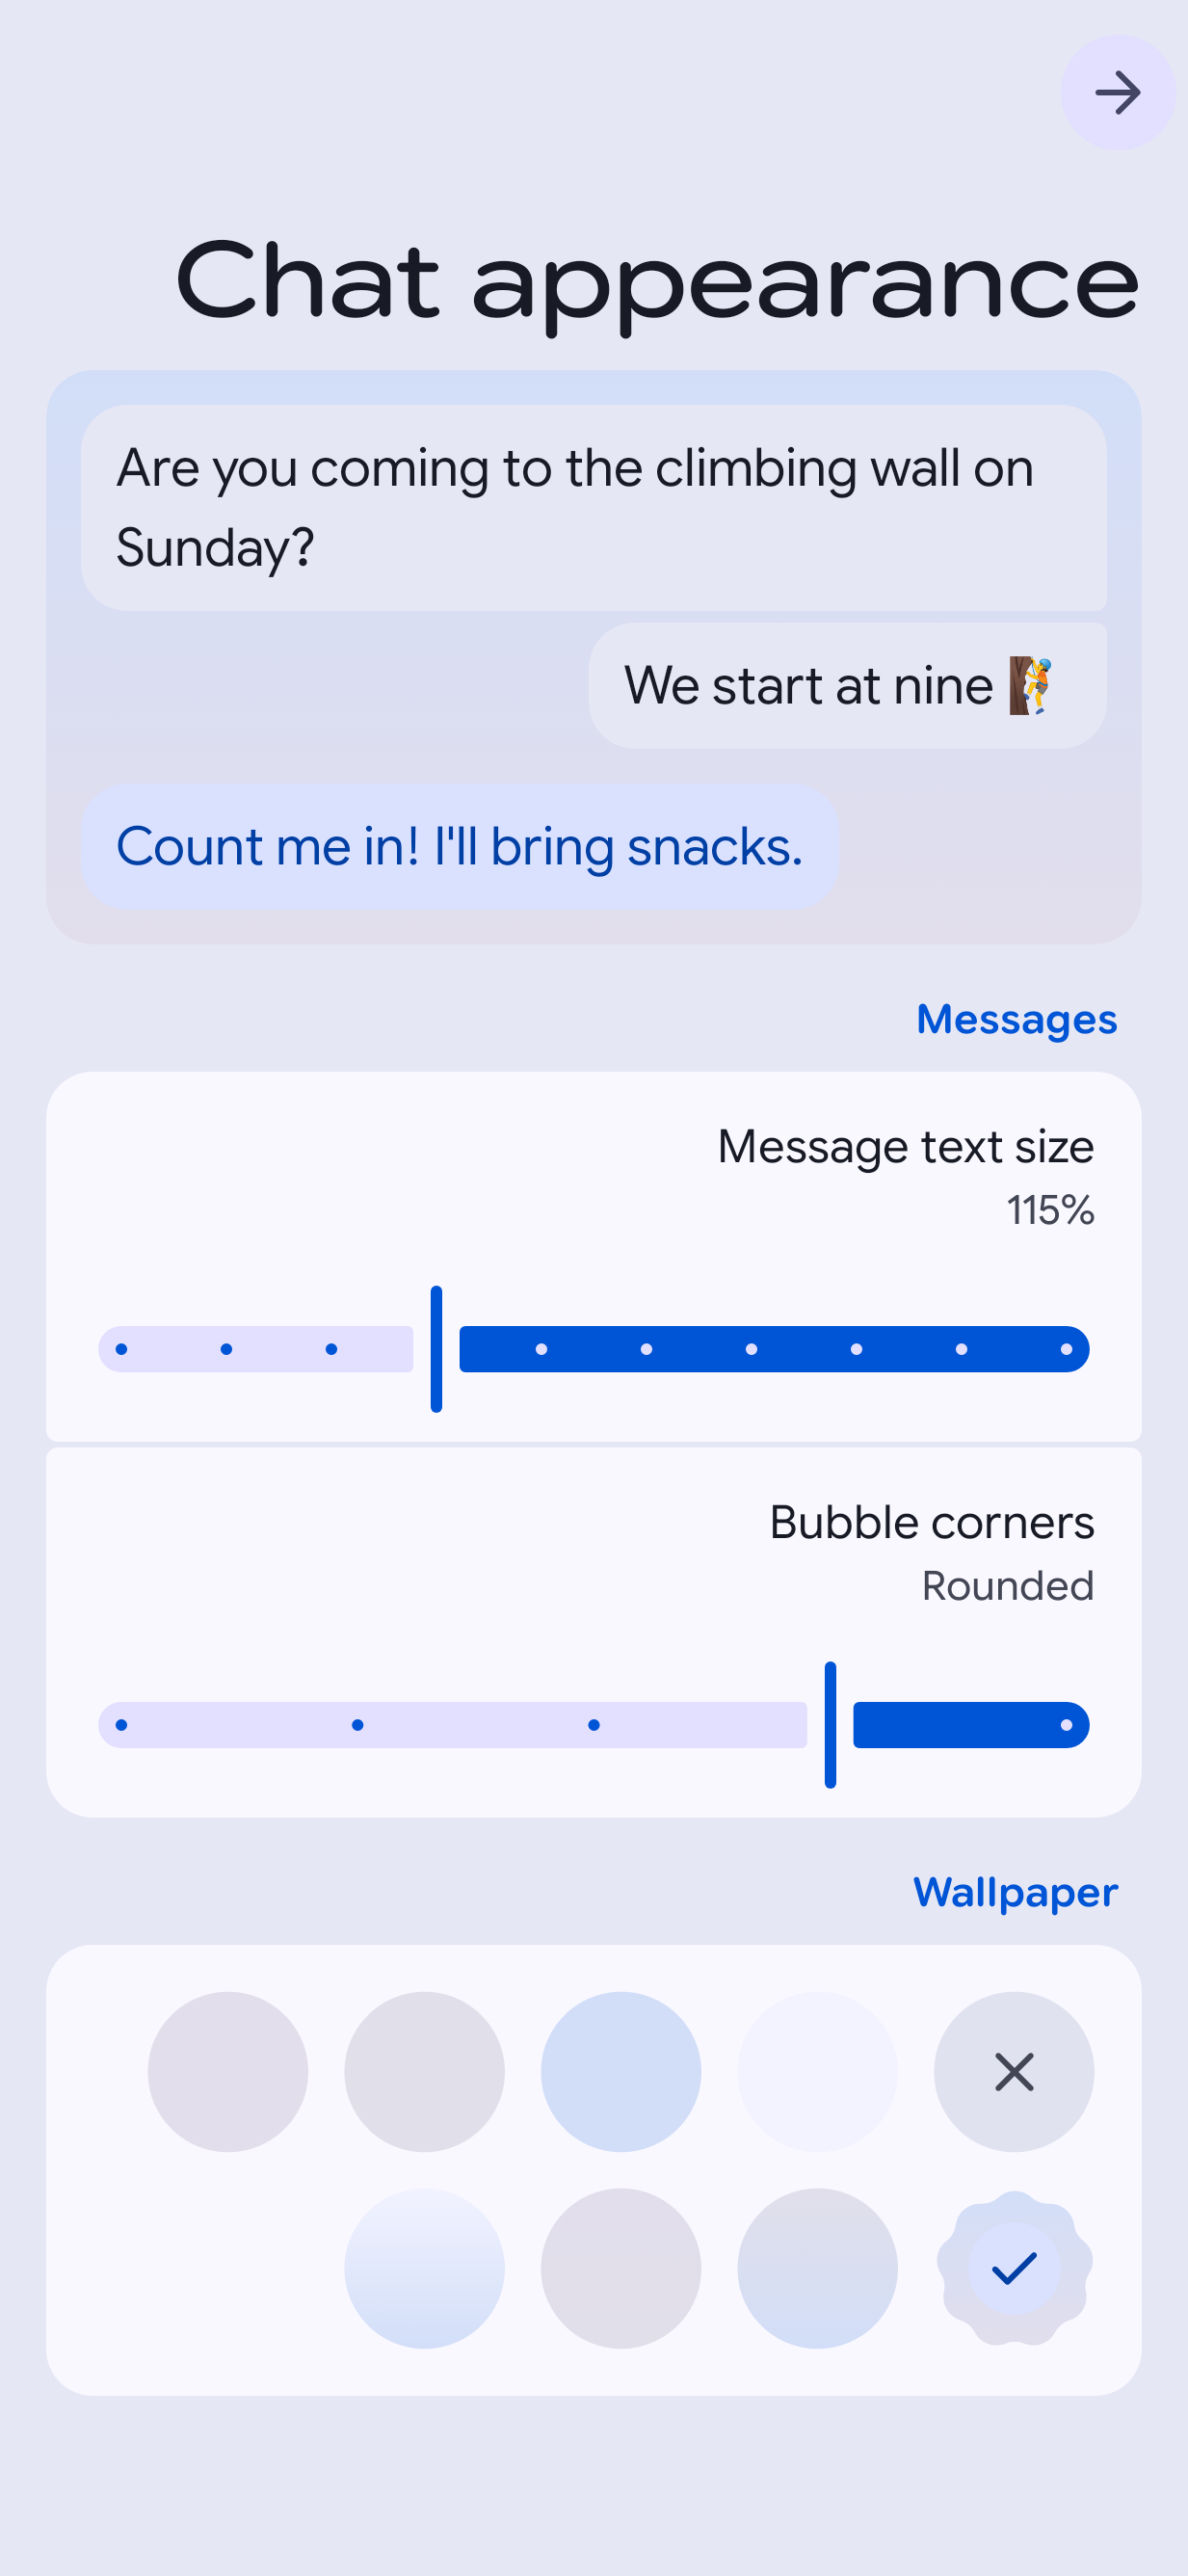 Chat appearance
Are you coming to the climbing wall on
Sunday?
We start at nine 🧗
Count me in! I'll bring snacks.
Messages
Message text size
115%
Bubble corners
Rounded
Wallpaper